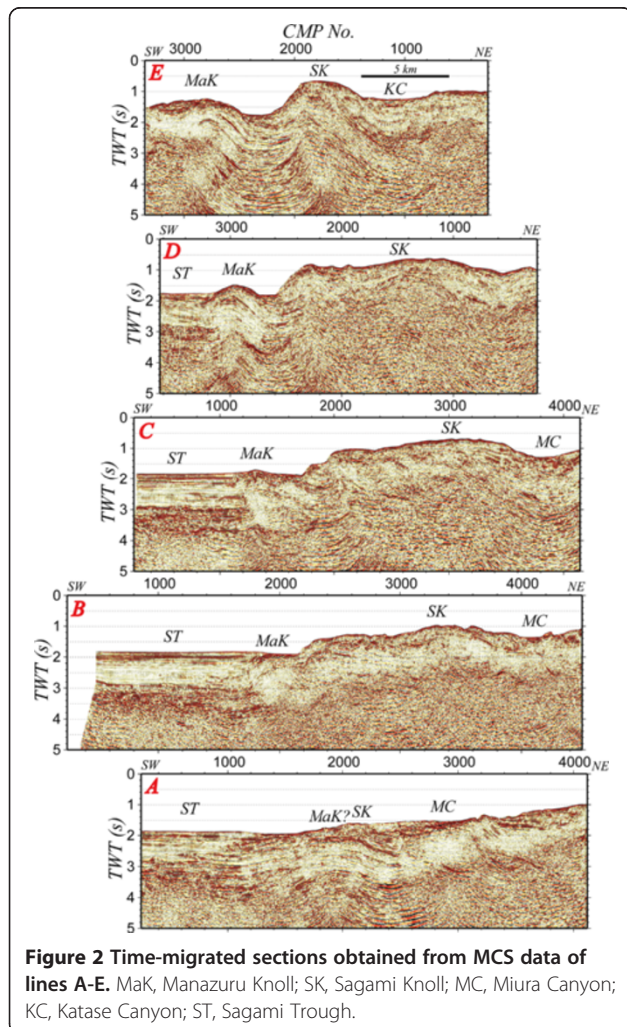 CMP No.
SW 3000 2000 1000 NE
E MaK SK 5 km KC
0
1
2
3
4
5
TWT (s)
SW 3000 2000 1000 NE
D ST MaK SK
0
1
2
3
4
5
TWT (s)
SW 1000 2000 3000 4000 NE
C ST MaK SK MC
0
1
2
3
4
5
TWT (s)
SW 1000 2000 3000 4000 NE
B ST MaK SK MC
0
1
2
3
4
5
TWT (s)
SW 1000 2000 3000 4000 NE
A ST MaK? SK MC
0
1
2
3
4
5
TWT (s)
Figure 2 Time-migrated sections obtained from MCS data of
lines A-E. MaK, Manazuru Knoll; SK, Sagami Knoll; MC, Miura Canyon;
KC, Katase Canyon; ST, Sagami Trough.